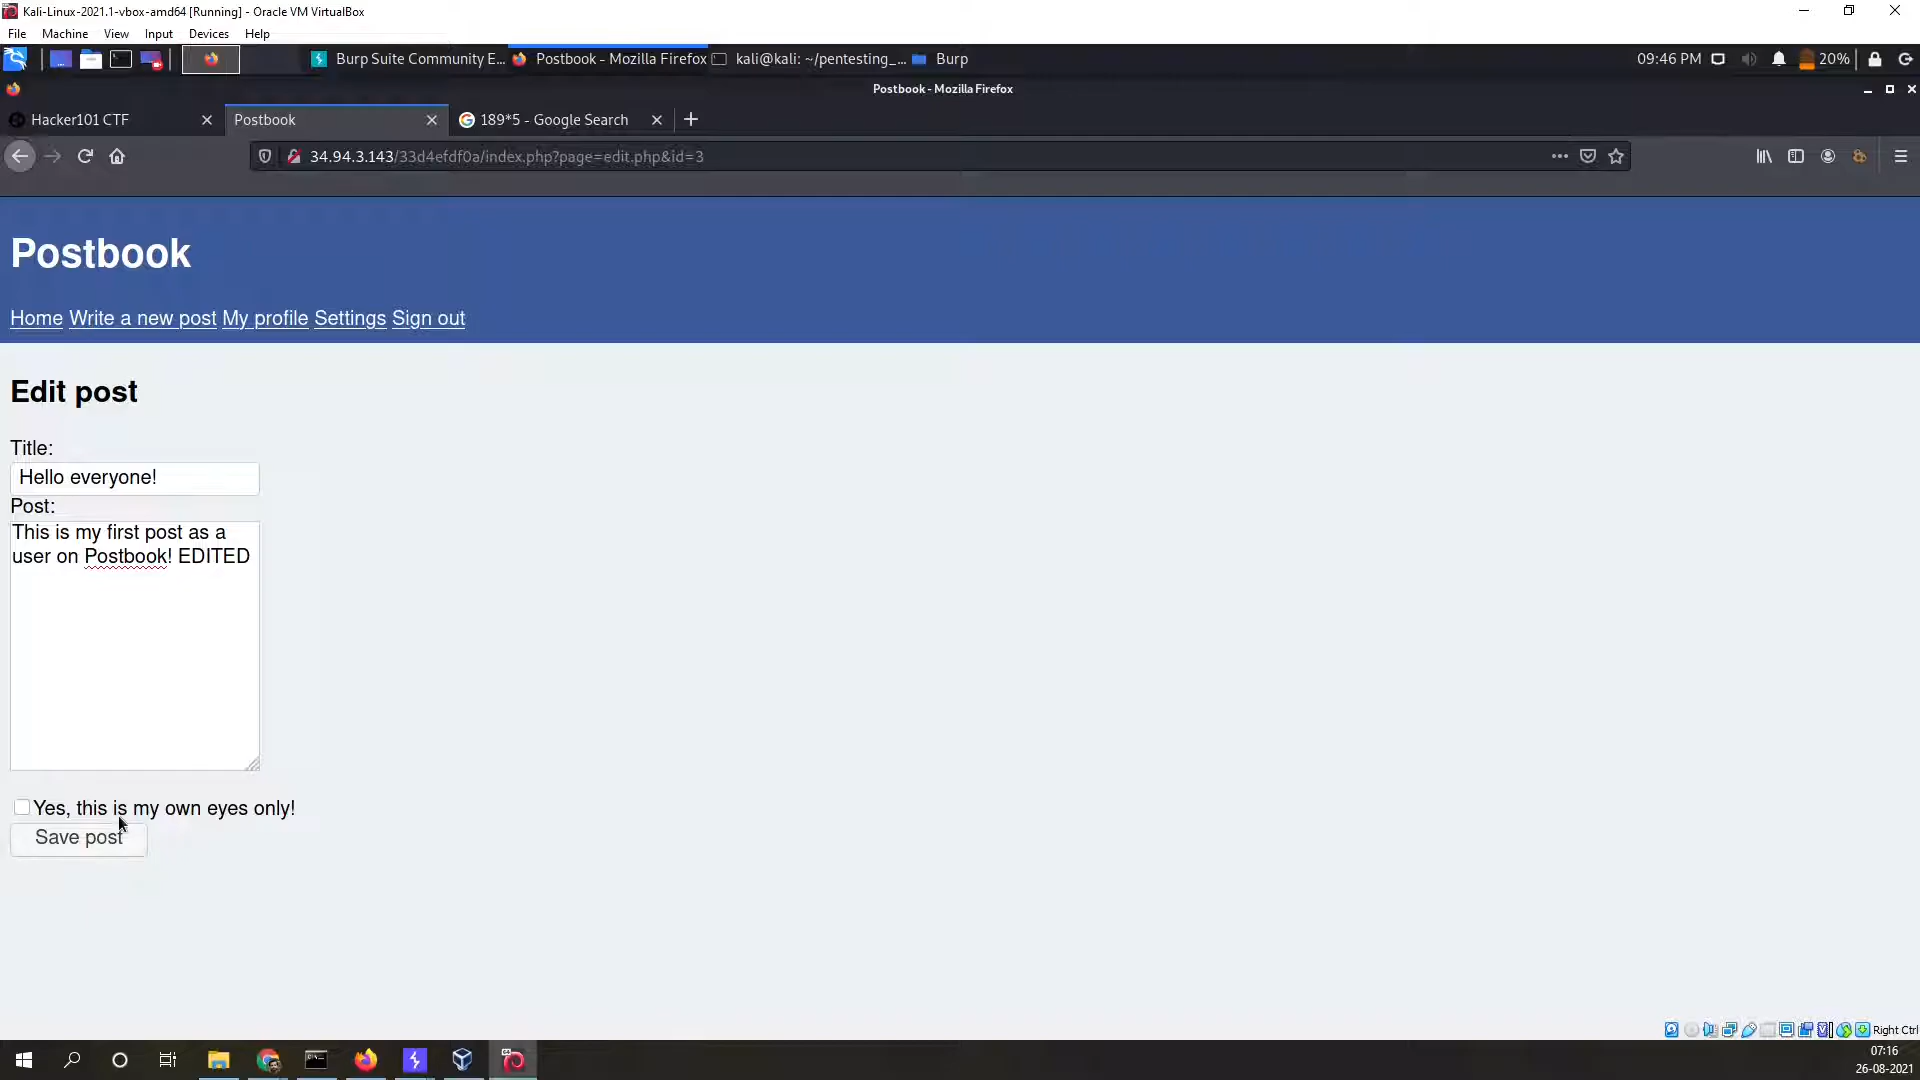 Kali-Linux-2021.1-vbox-amd64 [Running] - Oracle VM VirtualBox
File Machine View Input Devices Help
Burp Suite Community E... Postbook - Mozilla Firefox kali@kali: ~/pentesting_... Burp 09:46 PM 20%
Postbook - Mozilla Firefox
Hacker101 CTF Postbook 189*5 - Google Search
34.94.3.143/33d4efdf0a/index.php?page=edit.php&id=3
Postbook
Home Write a new post My profile Settings Sign out
Edit post
Title:
Hello everyone!
Post:
This is my first post as a
user on Postbook! EDITED
Yes, this is my own eyes only!
Save post
Right Ctrl
07:16
26-08-2021